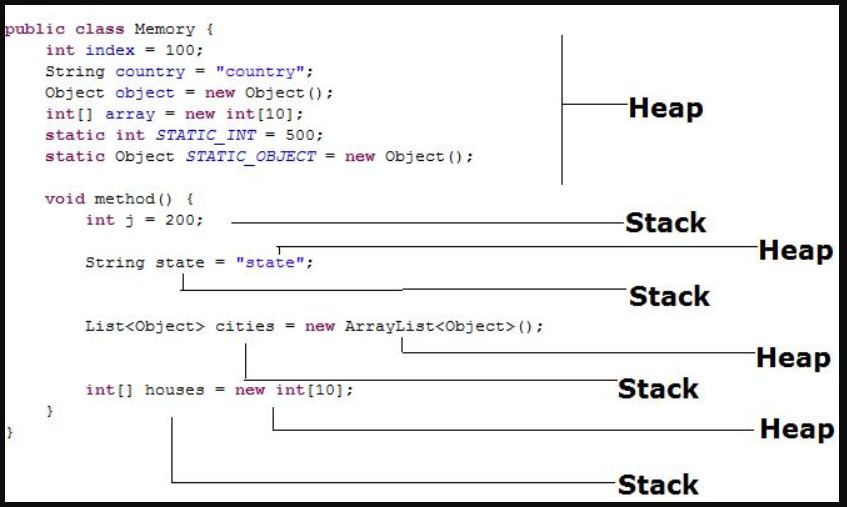 public class Memory {
int index = 100;
String country = "country";
Object object = new Object();
int[] array = new int[10];
static int STATIC_INT = 500;
static Object STATIC_OBJECT = new Object();
Heap
void method() {
int j = 200;
Stack
String state = "state";
Heap
Stack
List<Object> cities = new ArrayList<Object>();
Heap
Stack
int[] houses = new int[10];
Heap
}
}
Stack